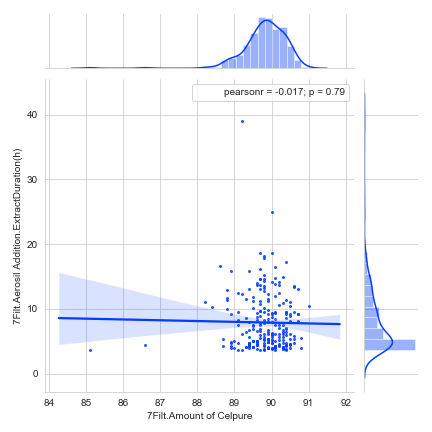 pearsonr = -0.017; p = 0.79
40
30
20
10
0
7Filt.Aerosil Addition.ExtractDuration(h)
84 85 86 87 88 89 90 91 92
7Filt.Amount of Celpure